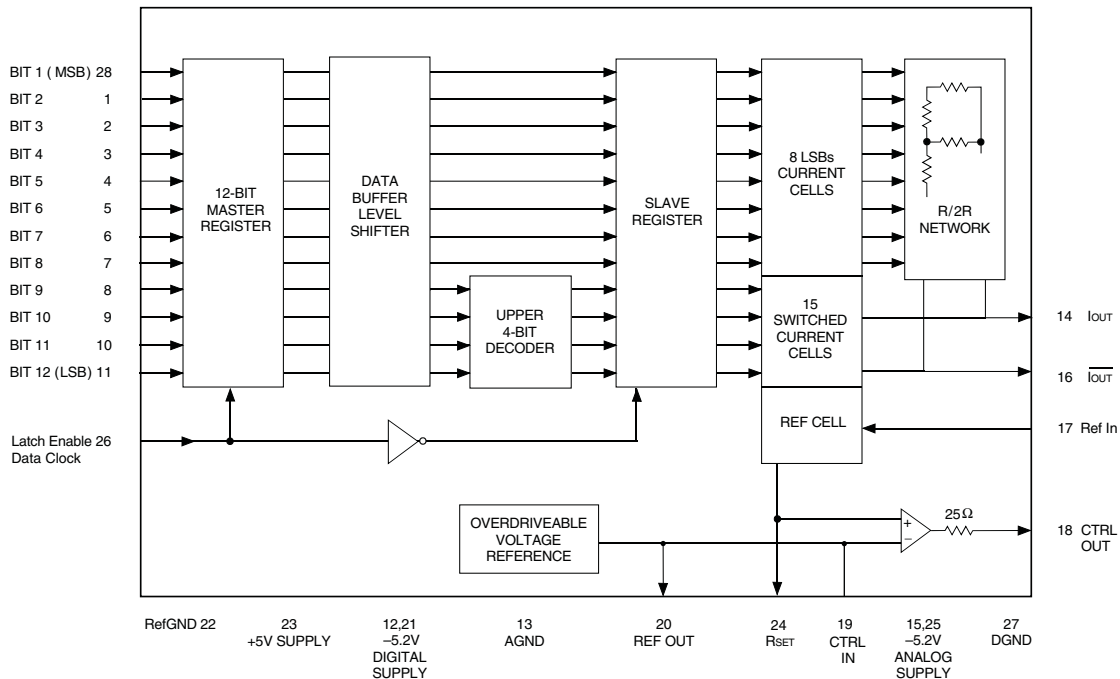 BIT 1 ( MSB) 28
BIT 2 1
BIT 3 2
BIT 4 3
BIT 5 4
BIT 6 5
BIT 7 6
BIT 8 7
BIT 9 8
BIT 10 9
BIT 11 10
BIT 12 (LSB) 11
Latch Enable 26
Data Clock
12-BIT
MASTER
REGISTER
DATA
BUFFER
LEVEL
SHIFTER
UPPER
4-BIT
DECODER
SLAVE
REGISTER
8 LSBs
CURRENT
CELLS
15
SWITCHED
CURRENT
CELLS
REF CELL
R/2R
NETWORK
14 IOUT
16 IOUT
17 Ref In
OVERDRIVEABLE
VOLTAGE
REFERENCE
+
–
25Ω
18 CTRL
OUT
RefGND 22
23
+5V SUPPLY
12,21
–5.2V
DIGITAL
SUPPLY
13
AGND
20
REF OUT
24
RSET
19
CTRL
IN
15,25
–5.2V
ANALOG
SUPPLY
27
DGND